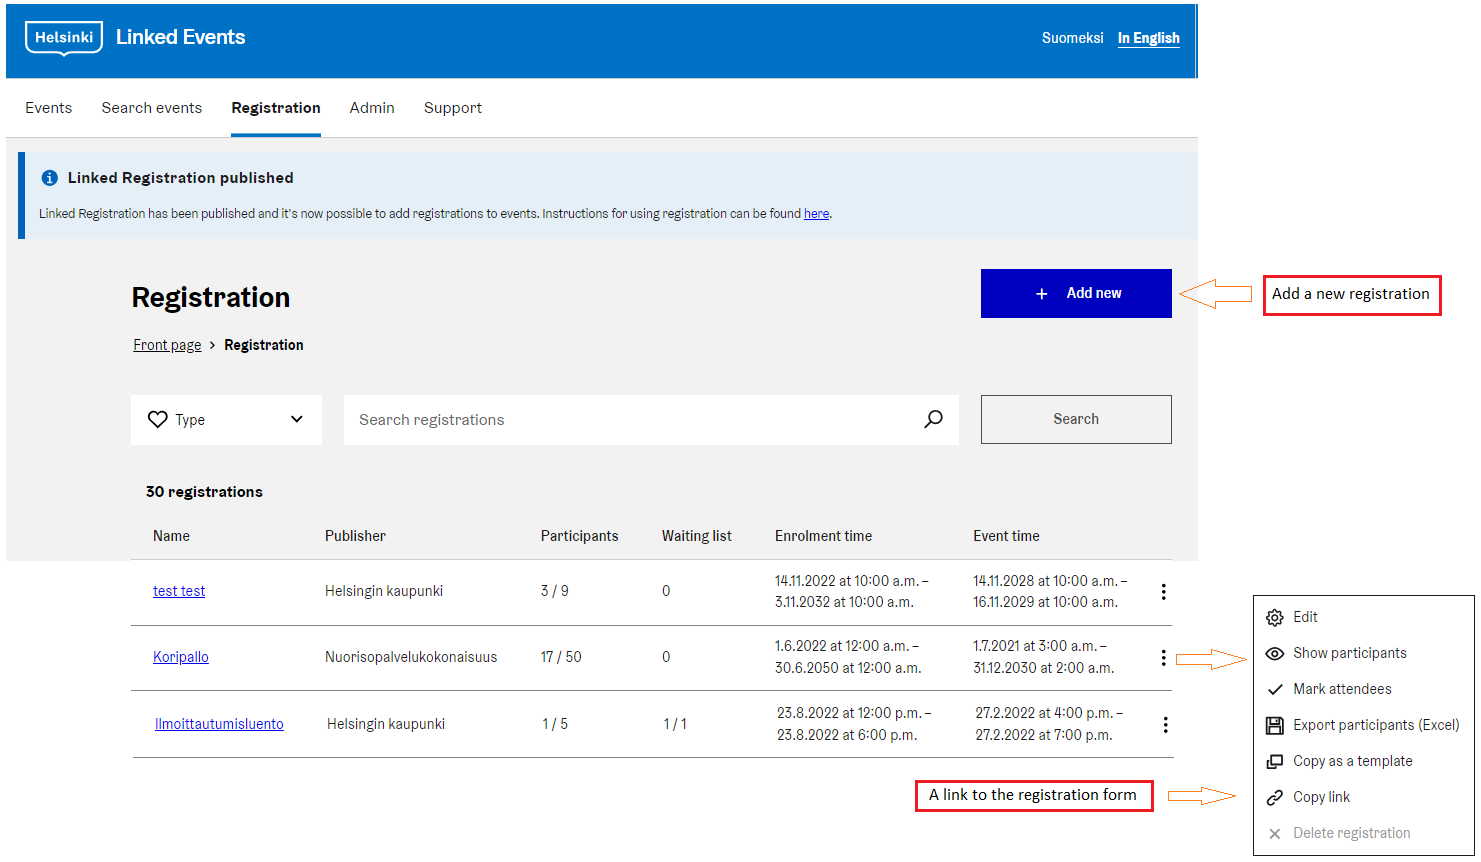 Helsinki Linked Events Suomeksi In English
Events Search events Registration Admin Support
Linked Registration published
Linked Registration has been published and it's now possible to add registrations to events. Instructions for using registration can be found here.
Registration
+ Add new
Add a new registration
Front page > Registration
Type
Search registrations
Search
30 registrations
Name Publisher Participants Waiting list Enrolment time Event time
test test Helsingin kaupunki 3 / 9 0 14.11.2022 at 10:00 a.m. – 14.11.2028 at 10:00 a.m. –
3.11.2032 at 10:00 a.m. 16.11.2029 at 10:00 a.m.
Koripallo Nuorisopalvelukokonaisuus 17 / 50 0 1.6.2022 at 12:00 a.m. – 1.7.2021 at 3:00 a.m. –
30.6.2050 at 12:00 a.m. 31.12.2030 at 2:00 a.m.
Ilmoittautumisluento Helsingin kaupunki 1 / 5 1 / 1 23.8.2022 at 12:00 p.m. – 27.2.2022 at 4:00 p.m. –
23.8.2022 at 6:00 p.m. 27.2.2022 at 7:00 p.m.
Edit
Show participants
Mark attendees
Export participants (Excel)
Copy as a template
A link to the registration form
Copy link
Delete registration